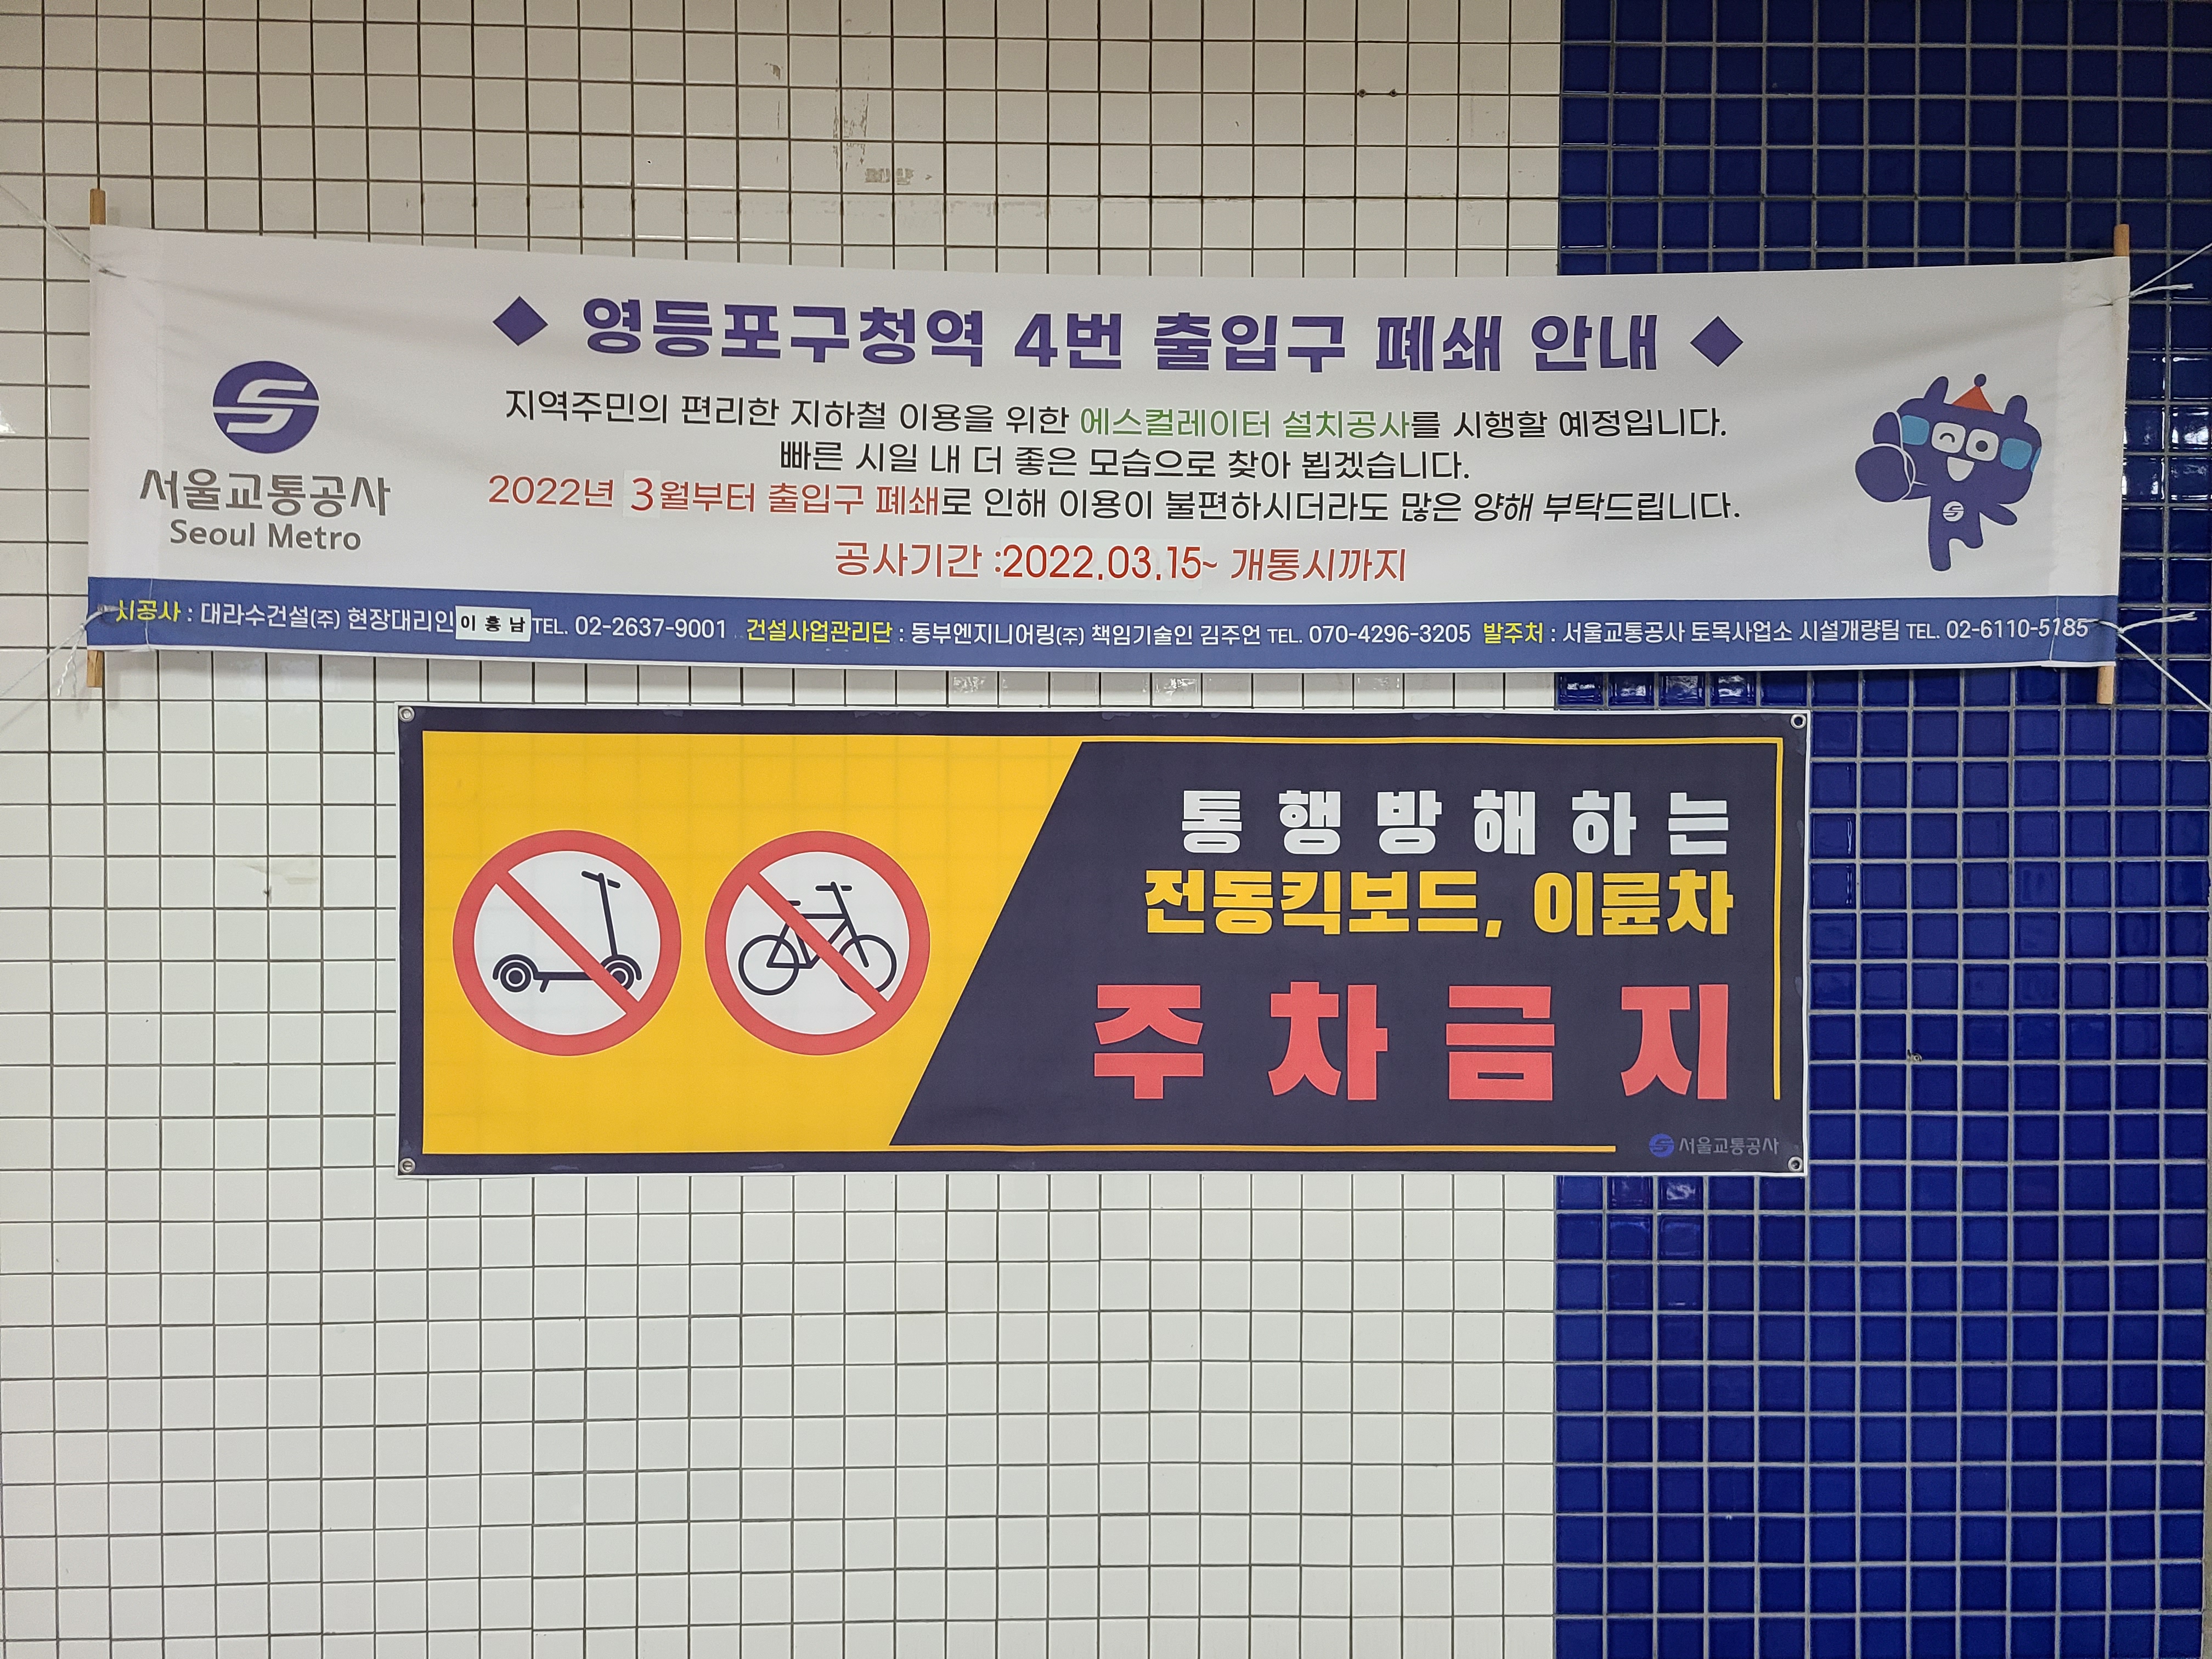 ◆ 영등포구청역 4번 출입구 폐쇄 안내 ◆
지역주민의 편리한 지하철 이용을 위한 에스컬레이터 설치공사를 시행할 예정입니다.
빠른 시일 내 더 좋은 모습으로 찾아 뵙겠습니다.
2022년 3월부터 출입구 폐쇄로 인해 이용이 불편하시더라도 많은 양해 부탁드립니다.
공사기간 :2022.03.15~ 개통시까지
서울교통공사
Seoul Metro
시공사 : 대라수건설(주) 현장대리인 이 홍 남 TEL. 02-2637-9001 건설사업관리단 : 동부엔지니어링(주) 책임기술인 김주언 TEL. 070-4296-3205 발주처 : 서울교통공사 토목사업소 시설개량팀 TEL. 02-6110-5185
통행방해하는
전동킥보드, 이륜차
주차금지
서울교통공사